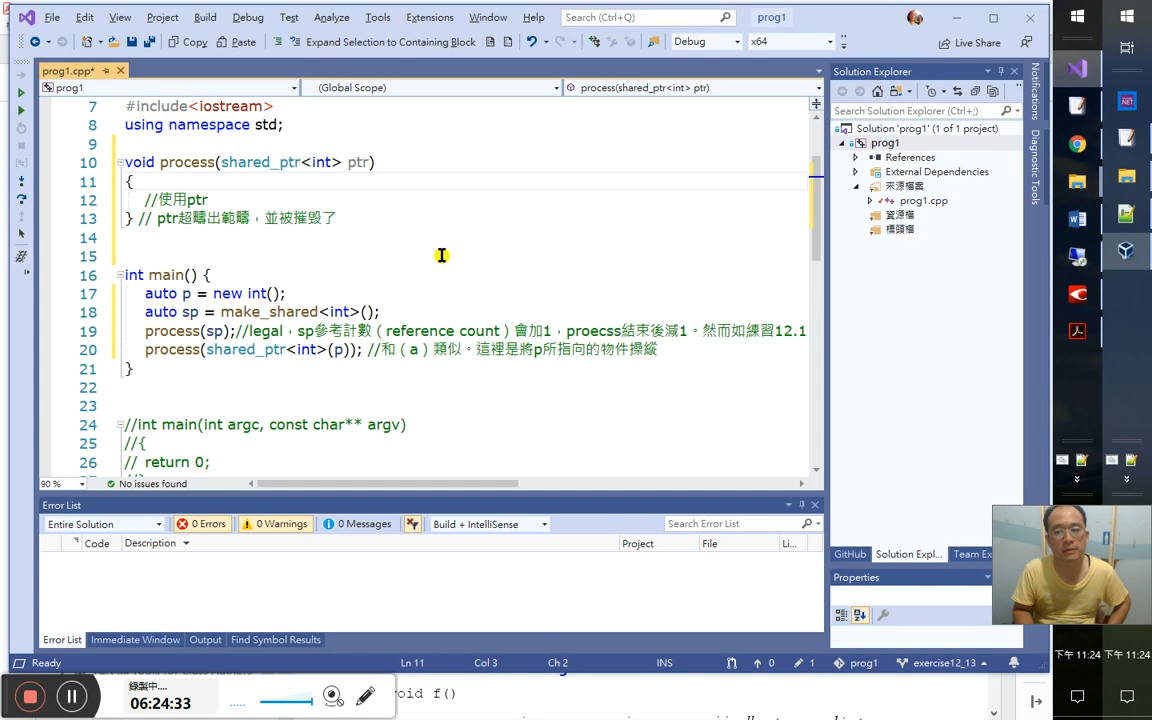 File Edit View Project Build Debug Test Analyze Tools Extensions Window Help Search (Ctrl+Q) prog1
Copy Paste Expand Selection to Containing Block Debug x64 Live Share
prog1.cpp*
prog1 (Global Scope) process(shared_ptr<int> ptr)
7 #include<iostream>
8 using namespace std;
9
10 void process(shared_ptr<int> ptr)
11 {
12 //使用ptr
13 } // ptr超疇出範疇，並被摧毀了
14
15
16 int main() {
17 auto p = new int();
18 auto sp = make_shared<int>();
19 process(sp);//legal，sp參考計數（reference count）會加1，proecss結束後減1。然而如練習12.1
20 process(shared_ptr<int>(p)); //和（a）類似。這裡是將p所指向的物件操縱
21 }
22
23
24 //int main(int argc, const char** argv)
25 //{
26 // return 0;
90 % No issues found
Error List
Entire Solution 0 Errors 0 Warnings 0 Messages Build + IntelliSense Search Error List
Code Description Project File Li...
Error List Immediate Window Output Find Symbol Results
Solution Explorer
Search Solution Explorer (Ctrl+;)
Solution 'prog1' (1 of 1 project)
prog1
References
External Dependencies
來源檔案
prog1.cpp
資源檔
標頭檔
GitHub Solution Expl... Team Ex
Properties
Notifications
Diagnostic Tools
Ready Ln 11 Col 3 Ch 2 INS 0 1 prog1 exercise12_13
錄製中....
06:24:33
void f()
下午 11:24 下午 11:24